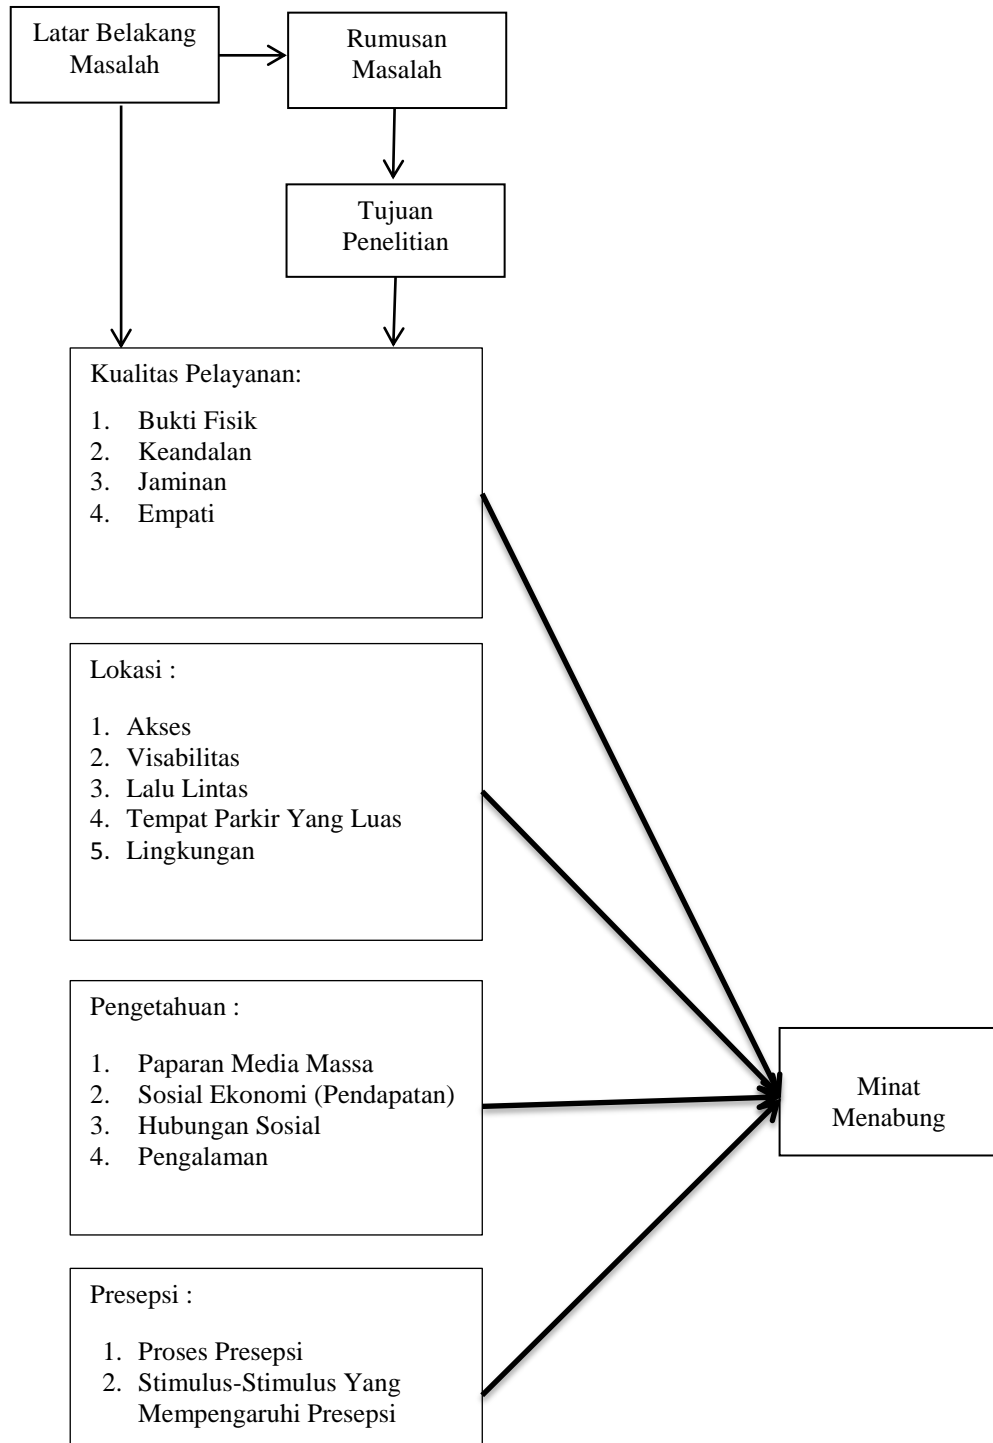 Latar Belakang
Masalah
Rumusan
Masalah
Tujuan
Penelitian
Kualitas Pelayanan:
1. Bukti Fisik
2. Keandalan
3. Jaminan
4. Empati
Lokasi :
1. Akses
2. Visabilitas
3. Lalu Lintas
4. Tempat Parkir Yang Luas
5. Lingkungan
Pengetahuan :
1. Paparan Media Massa
2. Sosial Ekonomi (Pendapatan)
3. Hubungan Sosial
4. Pengalaman
Minat
Menabung
Presepsi :
1. Proses Presepsi
2. Stimulus-Stimulus Yang
Mempengaruhi Presepsi